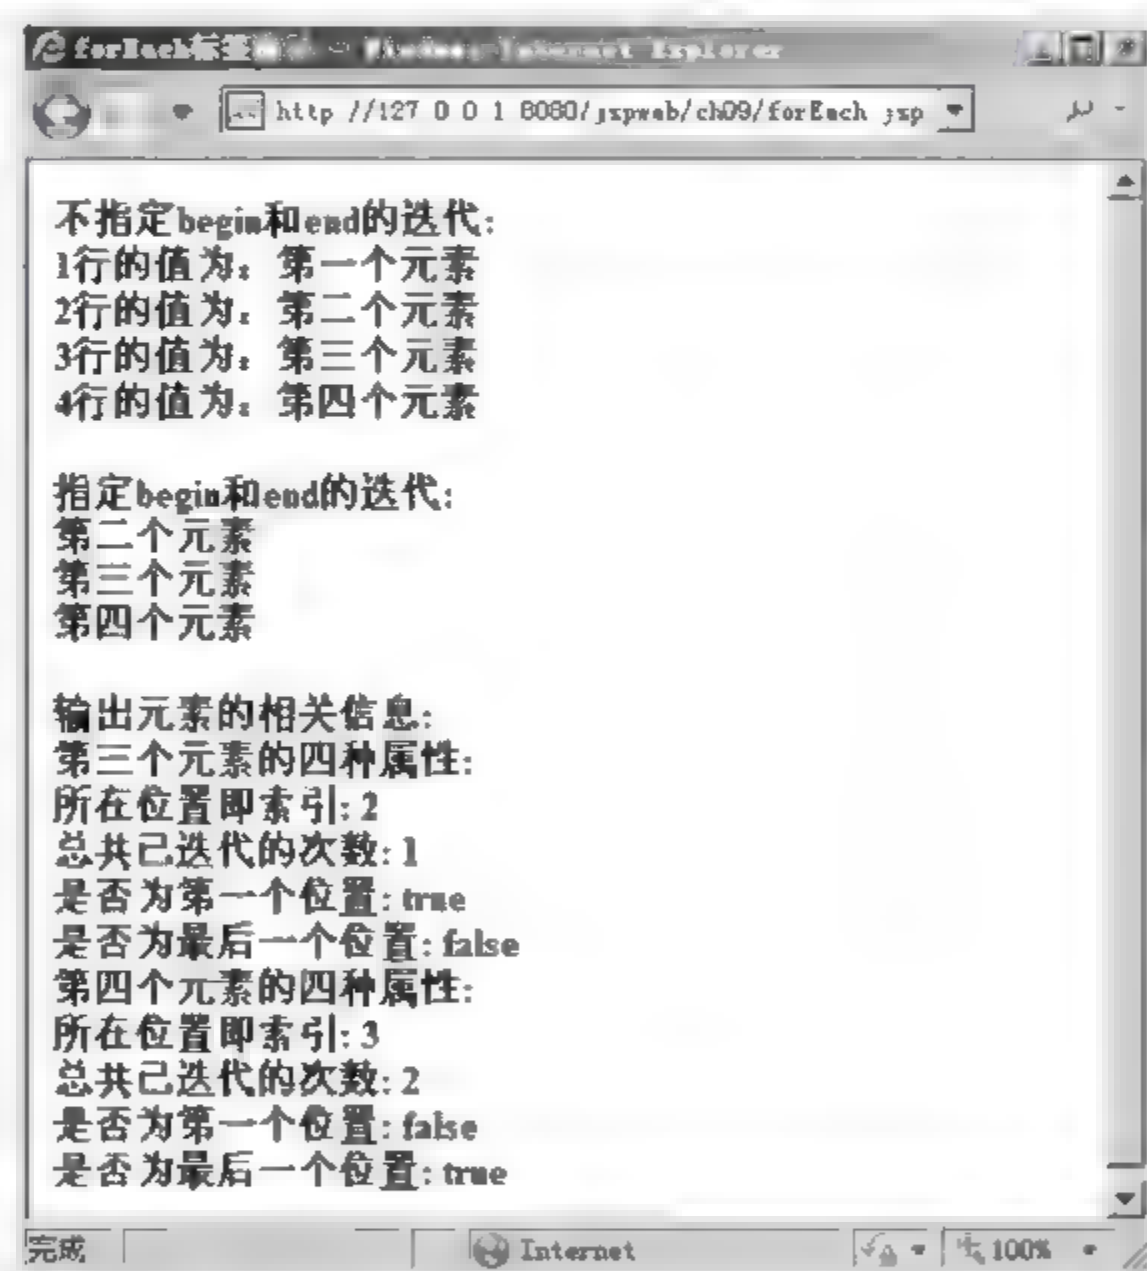 forEach标签 - Windows Internet Explorer
http //127 0 0 1 8080/jspweb/ch09/forEach jsp
不指定begin和end的迭代:
1行的值为：第一个元素
2行的值为：第二个元素
3行的值为：第三个元素
4行的值为：第四个元素
指定begin和end的迭代:
第二个元素
第三个元素
第四个元素
输出元素的相关信息:
第三个元素的四种属性:
所在位置即索引: 2
总共已迭代的次数: 1
是否为第一个位置: true
是否为最后一个位置: false
第四个元素的四种属性:
所在位置即索引: 3
总共已迭代的次数: 2
是否为第一个位置: false
是否为最后一个位置: true
完成 Internet 100%